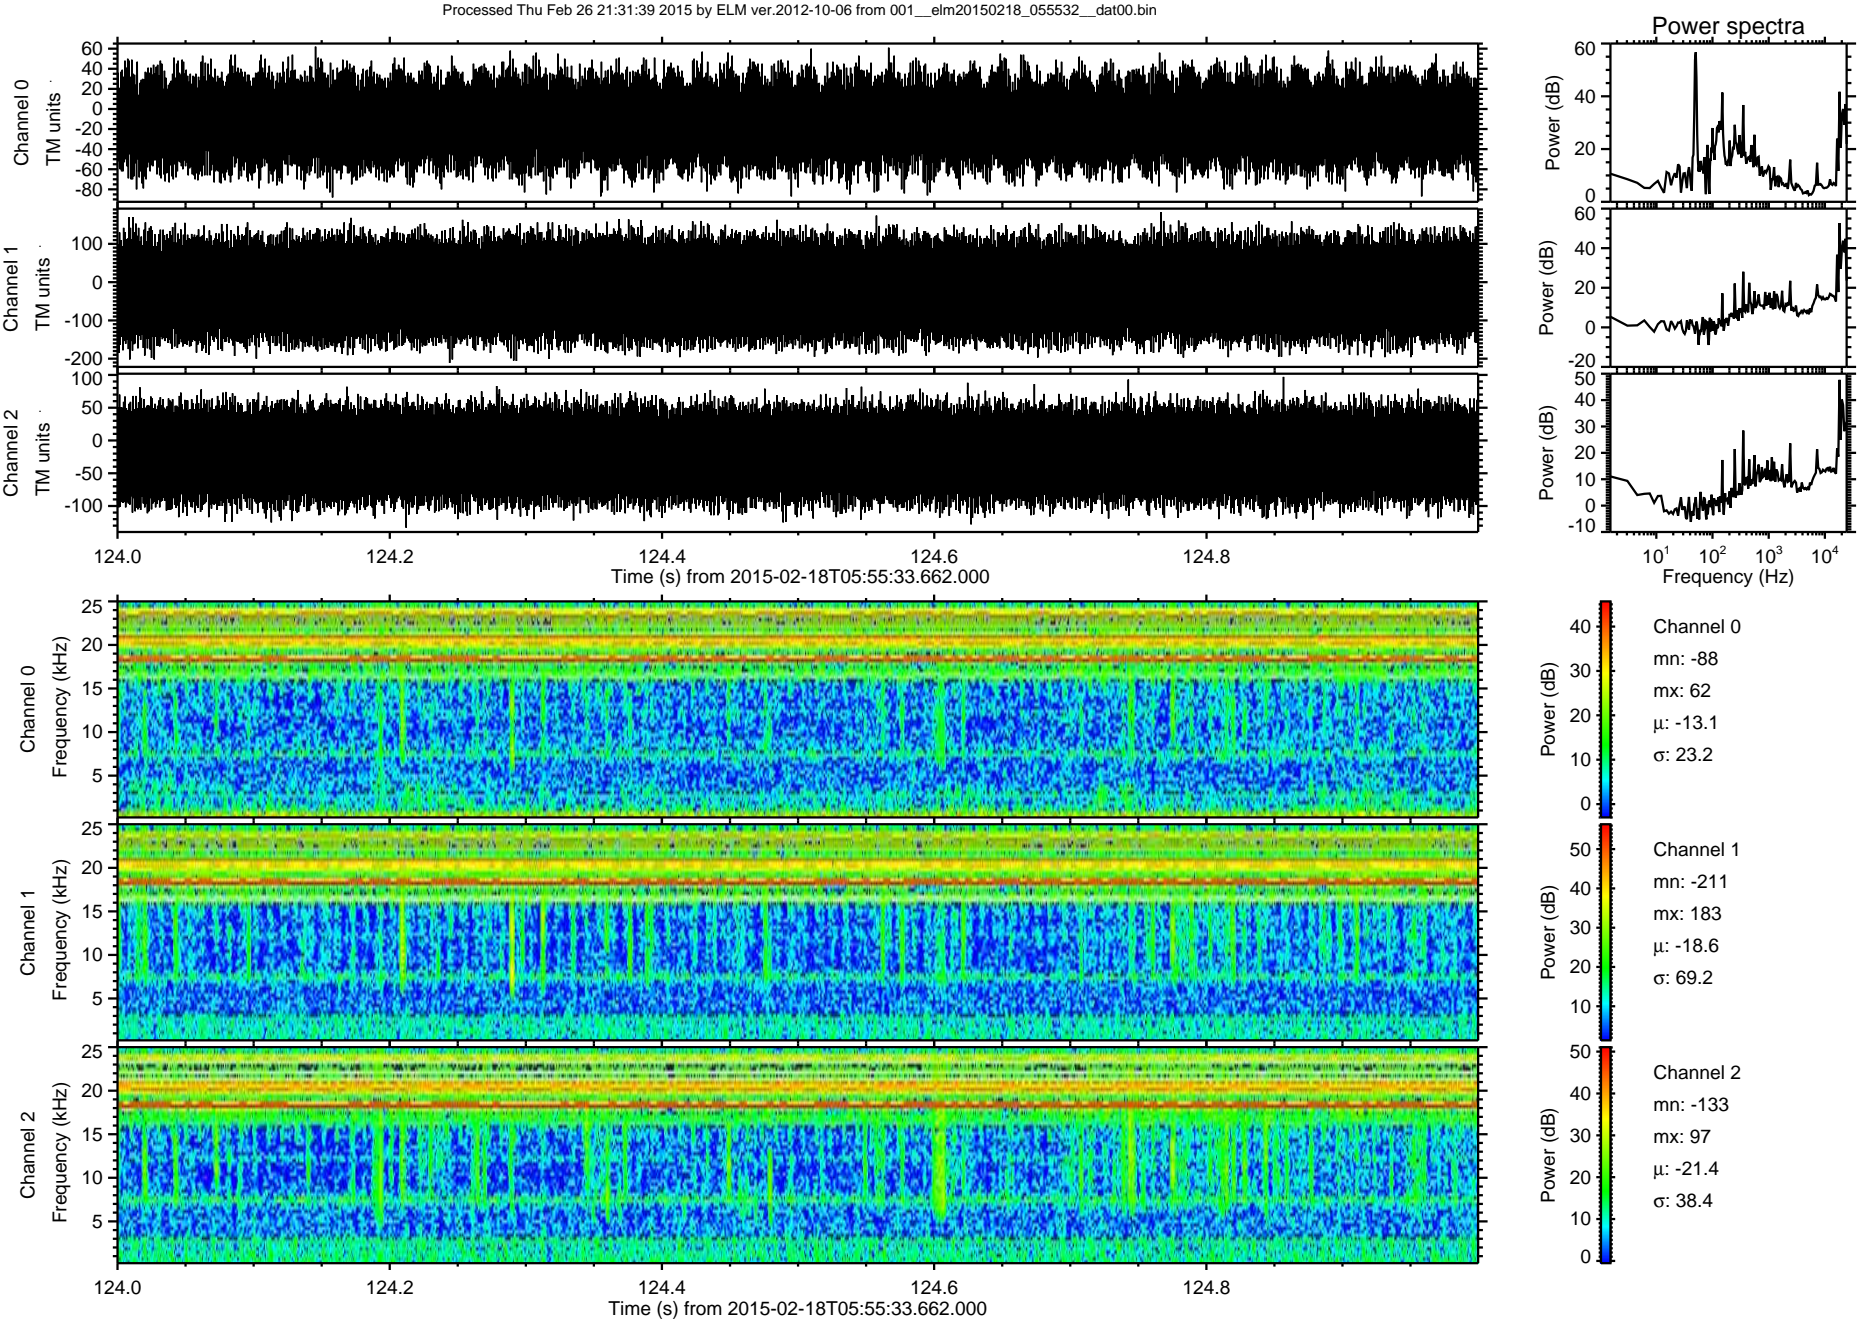 Processed Thu Feb 26 21:31:39 2015 by ELM ver.2012-10-06 from 001__elm20150218_055532__dat00.bin
Power spectra
Channel 0
TM units
60
40
20
0
-20
-40
-60
-80
Power (dB)
60
40
20
0
Channel 1
TM units
100
0
-100
-200
Power (dB)
60
40
20
0
-20
Channel 2
TM units
100
50
0
-50
-100
Power (dB)
50
40
30
20
10
0
-10
124.0 124.2 124.4 124.6 124.8
Time (s) from 2015-02-18T05:55:33.662.000
10¹ 10² 10³ 10⁴
Frequency (Hz)
Channel 0
Frequency (kHz)
25
20
15
10
5
Power (dB)
40
30
20
10
0
Channel 0
mn: -88
mx: 62
μ: -13.1
σ: 23.2
Channel 1
Frequency (kHz)
25
20
15
10
5
Power (dB)
50
40
30
20
10
Channel 1
mn: -211
mx: 183
μ: -18.6
σ: 69.2
Channel 2
Frequency (kHz)
25
20
15
10
5
Power (dB)
50
40
30
20
10
0
Channel 2
mn: -133
mx: 97
μ: -21.4
σ: 38.4
124.0 124.2 124.4 124.6 124.8
Time (s) from 2015-02-18T05:55:33.662.000